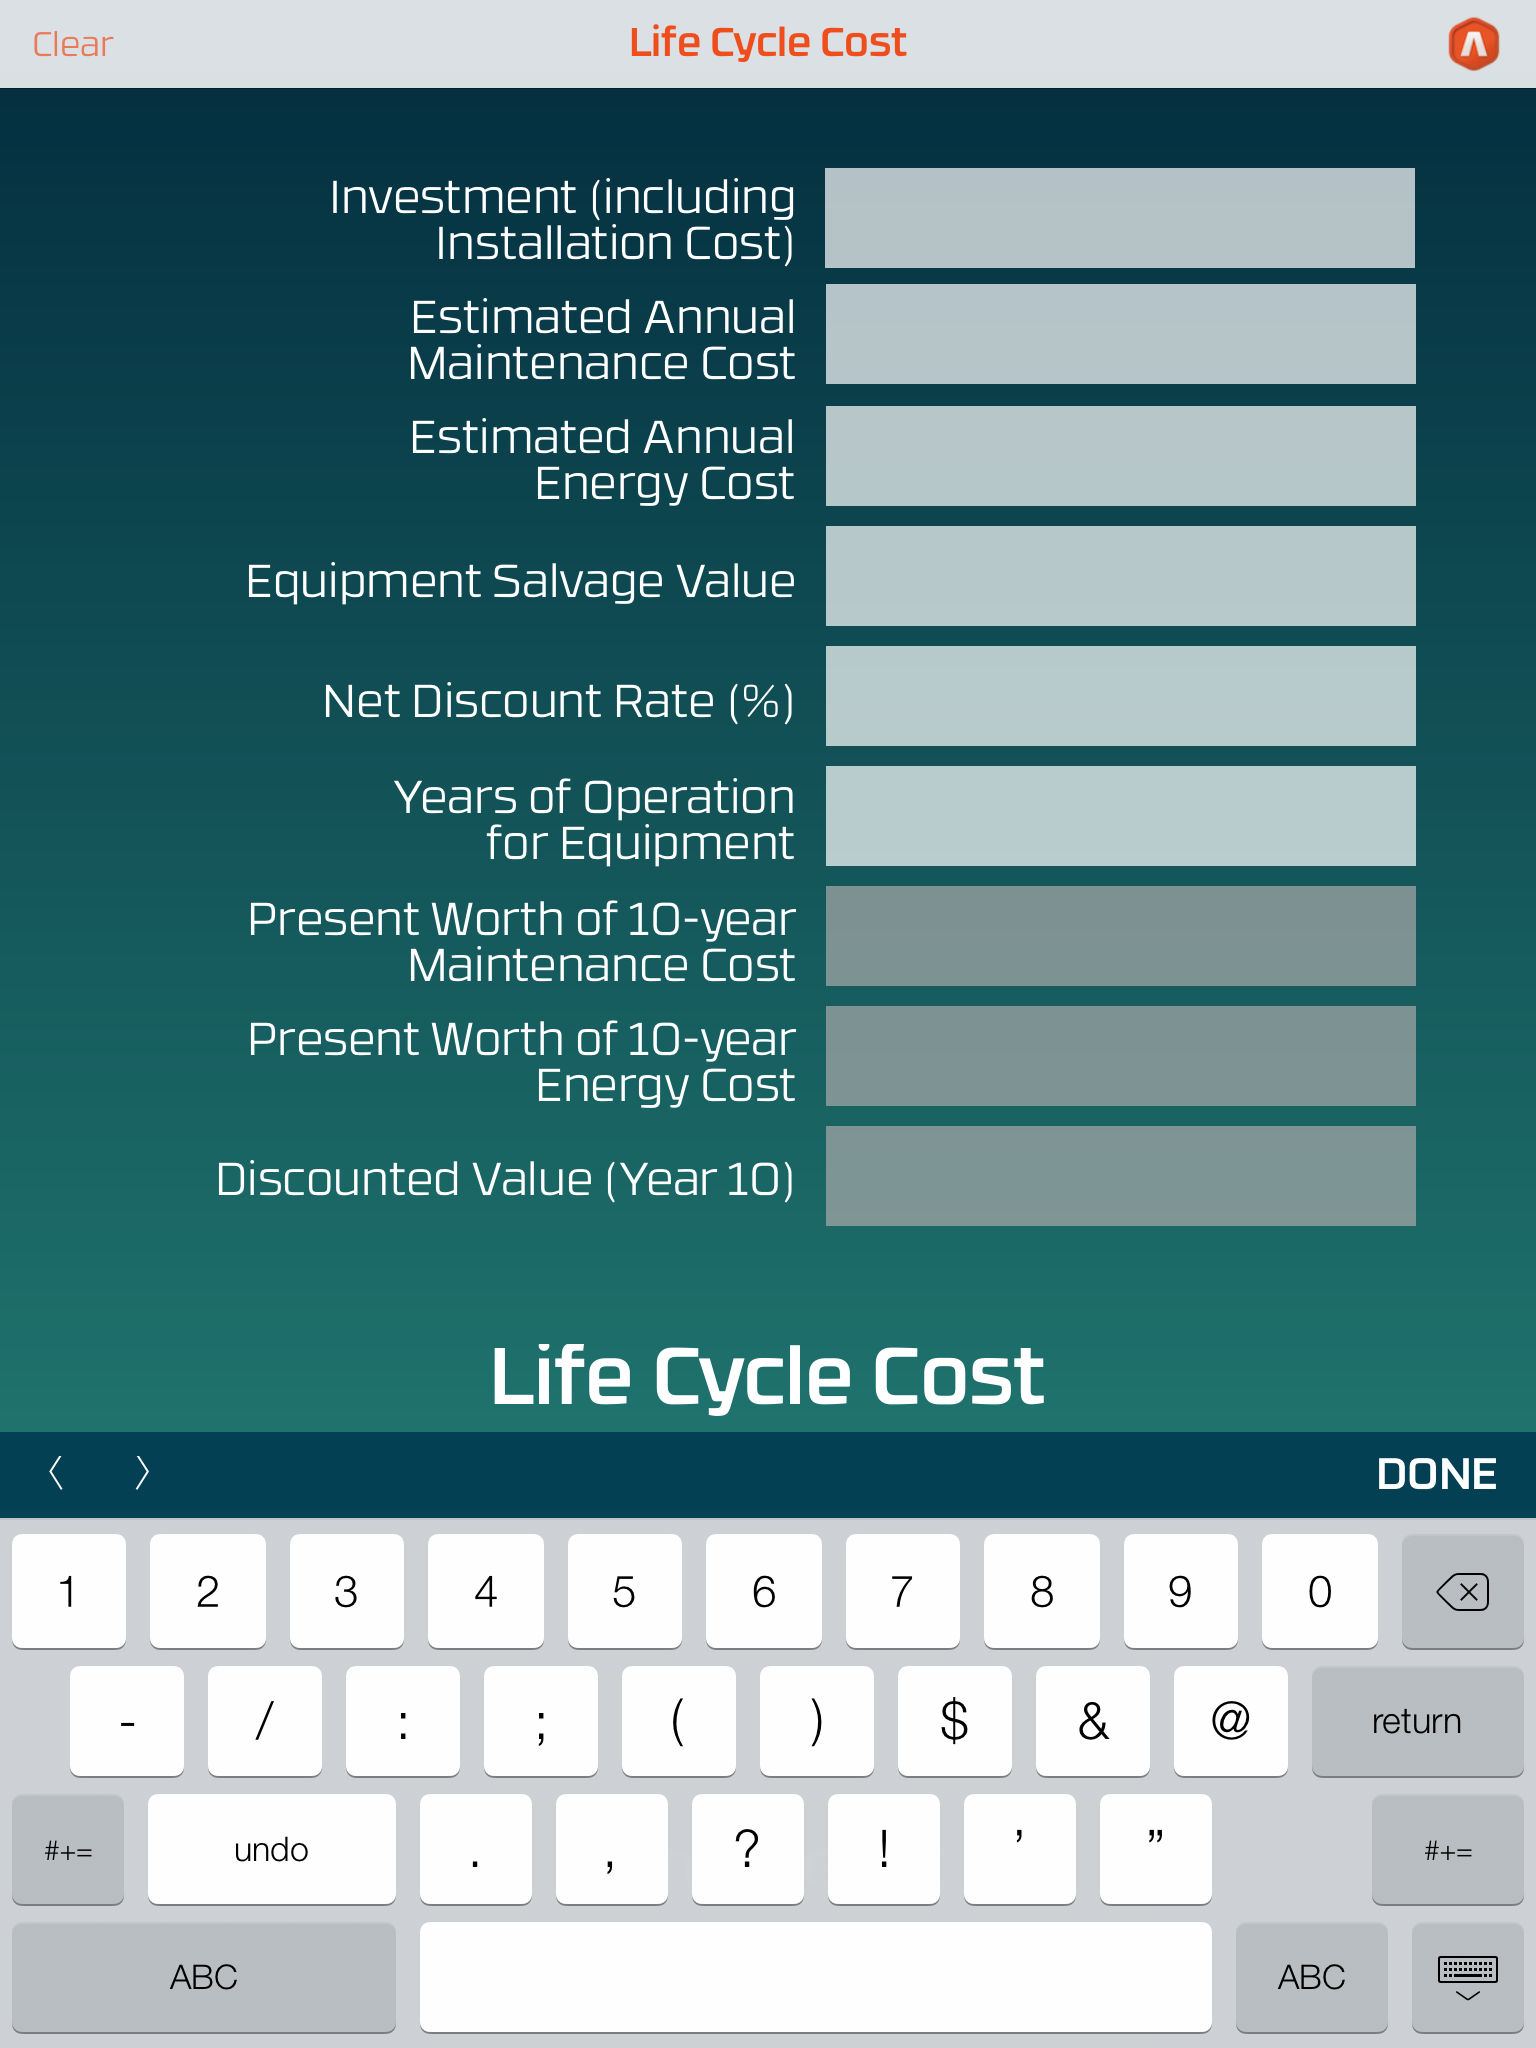 Clear
Life Cycle Cost
Investment (including
Installation Cost)
Estimated Annual
Maintenance Cost
Estimated Annual
Energy Cost
Equipment Salvage Value
Net Discount Rate (%)
Years of Operation
for Equipment
Present Worth of 10-year
Maintenance Cost
Present Worth of 10-year
Energy Cost
Discounted Value (Year 10)
Life Cycle Cost
DONE
1 2 3 4 5 6 7 8 9 0
- / : ; ( ) $ & @ return
#+= undo . , ? ! ’ ” #+=
ABC ABC